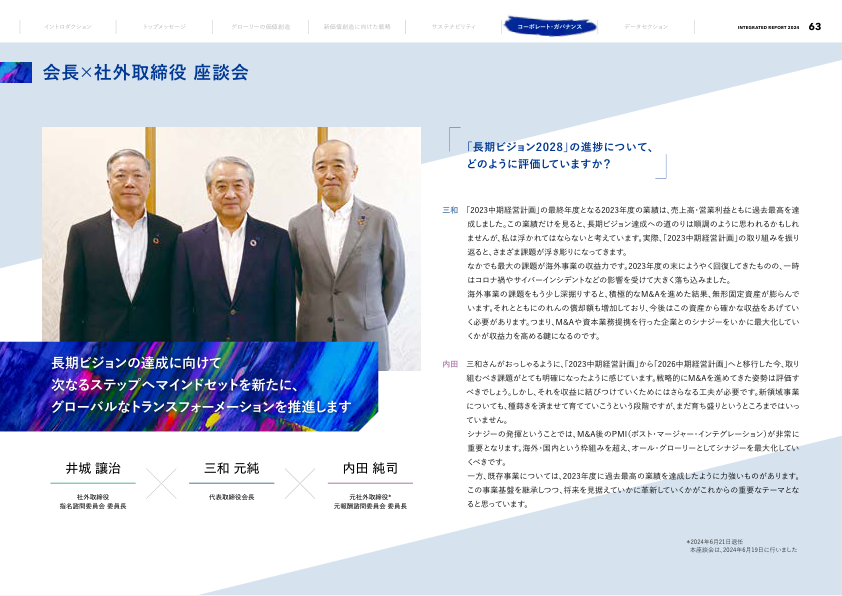 イントロダクション
トップメッセージ
グローリーの価値創造
新価値創造に向けた戦略
サステナビリティ
コーポレート・ガバナンス
データセクション
INTEGRATED REPORT 2024 63
会長×社外取締役 座談会
「長期ビジョン2028」の進捗について、
どのように評価していますか？
三和 「2023中期経営計画」の最終年度となる2023年度の業績は、売上高・営業利益ともに過去最高を達
成しました。この業績だけを見ると、長期ビジョン達成への道のりは順調のように思われるかもしれ
ませんが、私は浮かれてはならないと考えています。実際、「2023中期経営計画」の取り組みを振り
返ると、さまざま課題が浮き彫りになってきます。
なかでも最大の課題が海外事業の収益力です。2023年度の末にようやく回復してきたものの、一時
はコロナ禍やサイバーインシデントなどの影響を受けて大きく落ち込みました。
海外事業の課題をもう少し深掘りすると、積極的なM&Aを進めた結果、無形固定資産が膨らんで
います。それとともにのれんの償却額も増加しており、今後はこの資産から確かな収益をあげてい
く必要があります。つまり、M&Aや資本業務提携を行った企業とのシナジーをいかに最大化してい
くかが収益力を高める鍵になるのです。
内田 三和さんがおっしゃるように、「2023中期経営計画」から「2026中期経営計画」へと移行した今、取り
組むべき課題がとても明確になったように感じています。戦略的にM&Aを進めてきた姿勢は評価す
べきでしょう。しかし、それを収益に結びつけていくためにはさらなる工夫が必要です。新領域事業
についても、種蒔きを済ませて育てていこうという段階ですが、まだ育ち盛りというところまではいっ
ていません。
シナジーの発揮ということでは、M&A後のPMI（ポスト・マージャー・インテグレーション）が非常に
重要となります。海外・国内という枠組みを超え、オール・グローリーとしてシナジーを最大化してい
くべきです。
一方、既存事業については、2023年度に過去最高の業績を達成したように力強いものがあります。
この事業基盤を継承しつつ、将来を見据えていかに革新していくかがこれからの重要なテーマとな
ると思っています。
長期ビジョンの達成に向けて
次なるステップへマインドセットを新たに、
グローバルなトランスフォーメーションを推進します
井城 讓治
社外取締役
指名諮問委員会 委員長
三和 元純
代表取締役会長
内田 純司
元社外取締役*
元報酬諮問委員会 委員長
*2024年6月21日退任
本座談会は、2024年6月19日に行いました